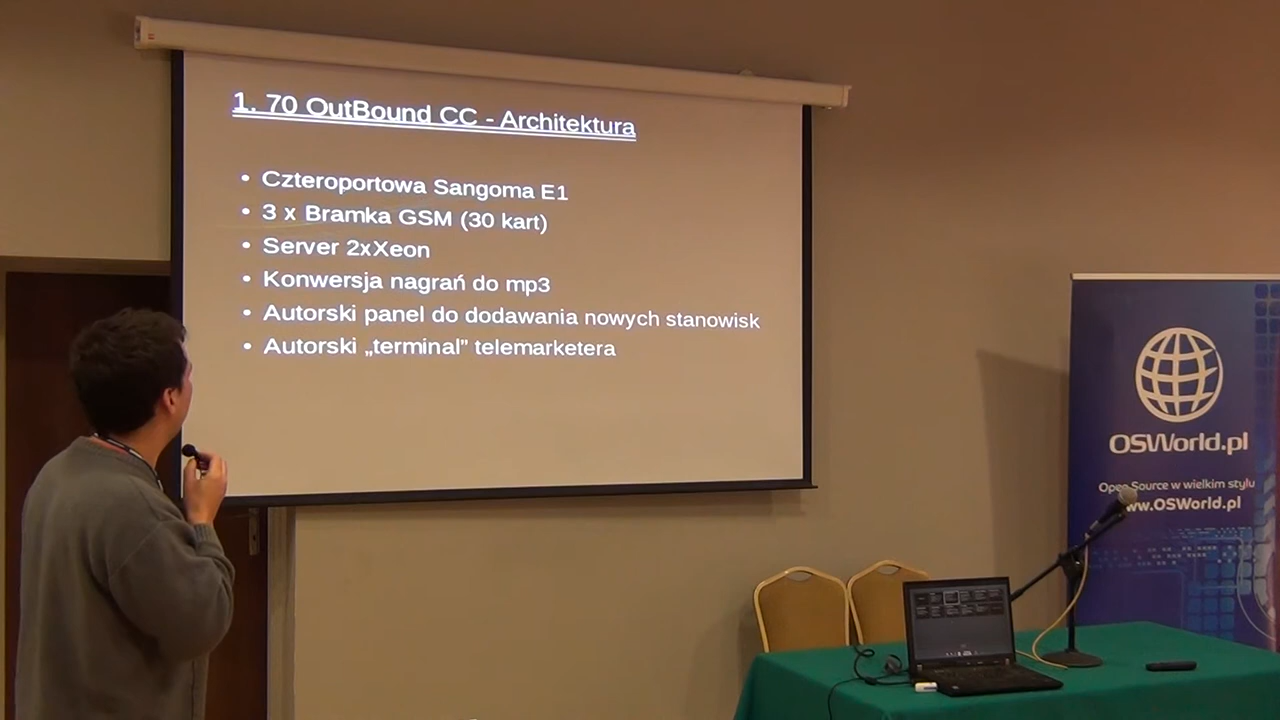 1. 70 OutBound CC - Architektura
• Czteroportowa Sangoma E1
• 3 x Bramka GSM (30 kart)
• Server 2xXeon
• Konwersja nagrań do mp3
• Autorski panel do dodawania nowych stanowisk
• Autorski „terminal” telemarketera
OSWorld.pl
Open Source w wielkim stylu
www.OSWorld.pl